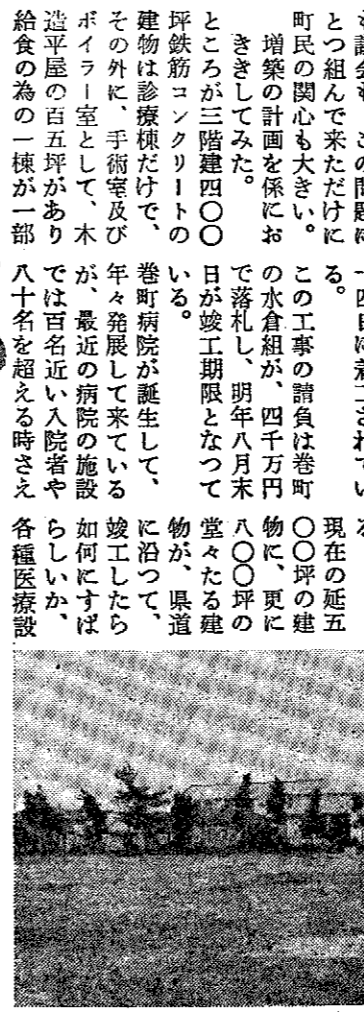 とつ組んで来ただけに
町民の関心も大きい。
増築の計画を係にお
ききしてみた。
ところが三階建四〇〇
坪鉄筋コンクリートの
建物は診療棟だけで、
その外に、手術室及び
ボイラー室として、木
造平屋の百五坪があり
給食の為の一棟が一部
る。
この工事の請負は巻町
の水倉組が、四千万円
で落札し、明年八月末
日が竣工期限となつて
いる。
巻町病院が誕生して、
年々発展して来ている
が、最近の病院の施設
では百名近い入院者や
八十名を超える時さえ
現在の延五
〇〇坪の建
物に、更に
八〇〇坪の
堂々たる建
物が、県道
に沿つて、
竣工したら
如何にすば
らしいか、
各種医療設